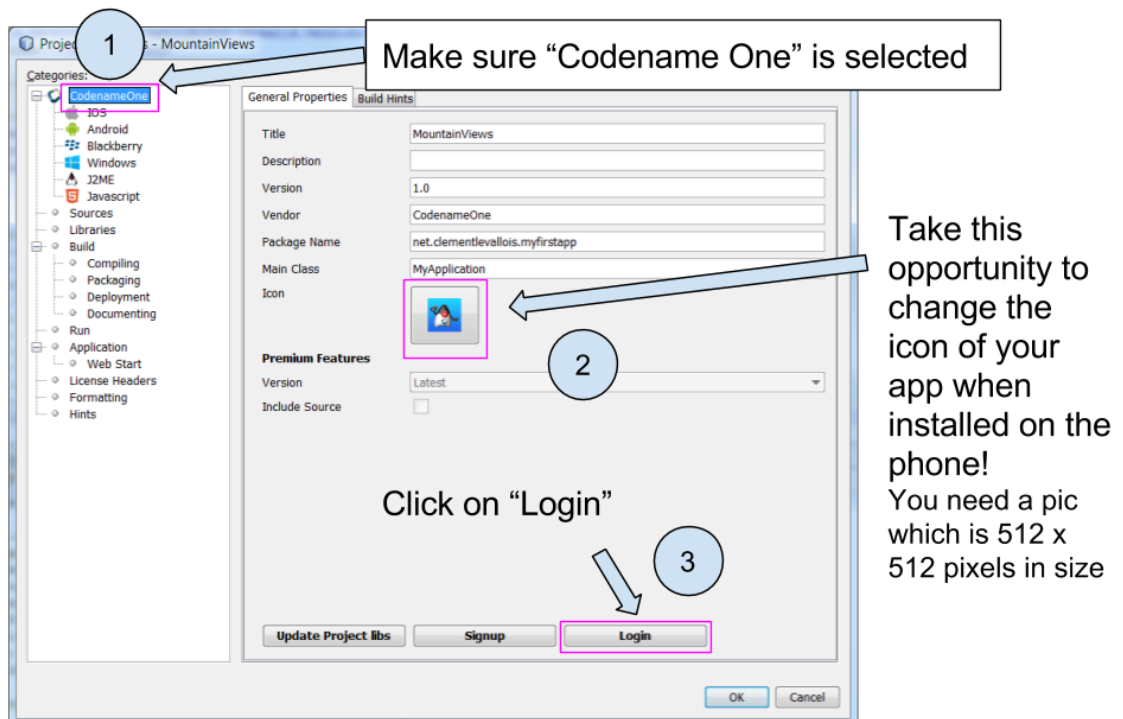 1
Make sure “Codename One” is selected
- MountainViews
Categories:
CodenameOne
IOS
Android
Blackberry
Windows
J2ME
Javascript
Sources
Libraries
Build
Compiling
Packaging
Deployment
Documenting
Run
Application
Web Start
License Headers
Formatting
Hints
General Properties
Build Hints
Title
MountainViews
Description
Version
1.0
Vendor
CodenameOne
Package Name
net.clementlevallois.myfirstapp
Main Class
MyApplication
Icon
2
Premium Features
Version
Latest
Include Source
Click on “Login”
3
Update Project libs
Signup
Login
OK
Cancel
Take this
opportunity to
change the
icon of your
app when
installed on the
phone!
You need a pic
which is 512 x
512 pixels in size